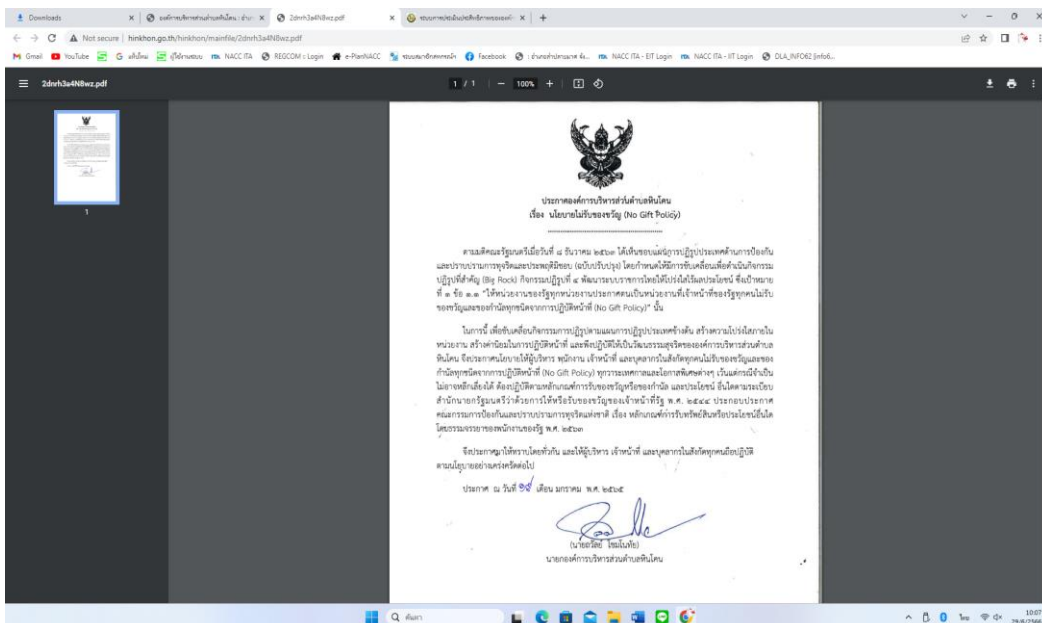 Downloads
2dnrh3a4N8wz.pdf
Not secure | hinkhon.go.th/hinkhon/mainfile/2dnrh3a4N8wz.pdf
Gmail YouTube NACC ITA REGCOM : Login e-PlanNACC Facebook NACC ITA - EIT Login NACC ITA - IIT Login DLA_INFO62 [info6...
2dnrh3a4N8wz.pdf 1 / 1 100%
1
ประกาศองค์การบริหารส่วนตำบลหินโคน
เรื่อง นโยบายไม่รับของขวัญ (No Gift Policy)
ตามมติคณะรัฐมนตรีเมื่อวันที่ ๘ ธันวาคม ๒๕๖๓ ได้เห็นชอบแผนการปฏิรูปประเทศด้านการป้องกัน
และปราบปรามการทุจริตและประพฤติมิชอบ (ฉบับปรับปรุง) โดยกำหนดให้มีการขับเคลื่อนเพื่อดำเนินกิจกรรม
ปฏิรูปที่สำคัญ (Big Rock) กิจกรรมปฏิรูปที่ ๔ พัฒนาระบบราชการไทยให้โปร่งใสไร้ผลประโยชน์ ซึ่งเป้าหมาย
ที่ ๑ ข้อ ๑.๑ "ให้หน่วยงานของรัฐทุกหน่วยงานประกาศตนเป็นหน่วยงานที่เจ้าหน้าที่ของรัฐทุกคนไม่รับ
ของขวัญและของกำนัลทุกชนิดจากการปฏิบัติหน้าที่ (No Gift Policy)" นั้น
ในการนี้ เพื่อขับเคลื่อนกิจกรรมการปฏิรูปตามแผนการปฏิรูปประเทศข้างต้น สร้างความโปร่งใสภายใน
หน่วยงาน สร้างค่านิยมในการปฏิบัติหน้าที่ และพึงปฏิบัติให้เป็นวัฒนธรรมสุจริตขององค์การบริหารส่วนตำบล
หินโคน จึงประกาศนโยบายให้ผู้บริหาร พนักงาน เจ้าหน้าที่ และบุคลากรในสังกัดทุกคนไม่รับของขวัญและของ
กำนัลทุกชนิดจากการปฏิบัติหน้าที่ (No Gift Policy) ทุกวาระเทศกาลและโอกาสพิเศษต่างๆ เว้นแต่กรณีจำเป็น
ไม่อาจหลีกเลี่ยงได้ ต้องปฏิบัติตามหลักเกณฑ์การรับของขวัญหรือของกำนัล และประโยชน์ อื่นใดตามระเบียบ
สำนักนายกรัฐมนตรีว่าด้วยการให้หรือรับของขวัญของเจ้าหน้าที่รัฐ พ.ศ. ๒๕๔๔ ประกอบประกาศ
คณะกรรมการป้องกันและปราบปรามการทุจริตแห่งชาติ เรื่อง หลักเกณฑ์การรับทรัพย์สินหรือประโยชน์อื่นใด
โดยธรรมจรรยาของพนักงานของรัฐ พ.ศ. ๒๕๖๓
จึงประกาศมาให้ทราบโดยทั่วกัน และให้ผู้บริหาร เจ้าหน้าที่ และบุคลากรในสังกัดทุกคนถือปฏิบัติ
ตามนโยบายอย่างเคร่งครัดต่อไป
ประกาศ ณ วันที่ เดือน มกราคม พ.ศ. ๒๕๖๕
นายกองค์การบริหารส่วนตำบลหินโคน
ค้นหา
ไทย 10:07
29/6/2566